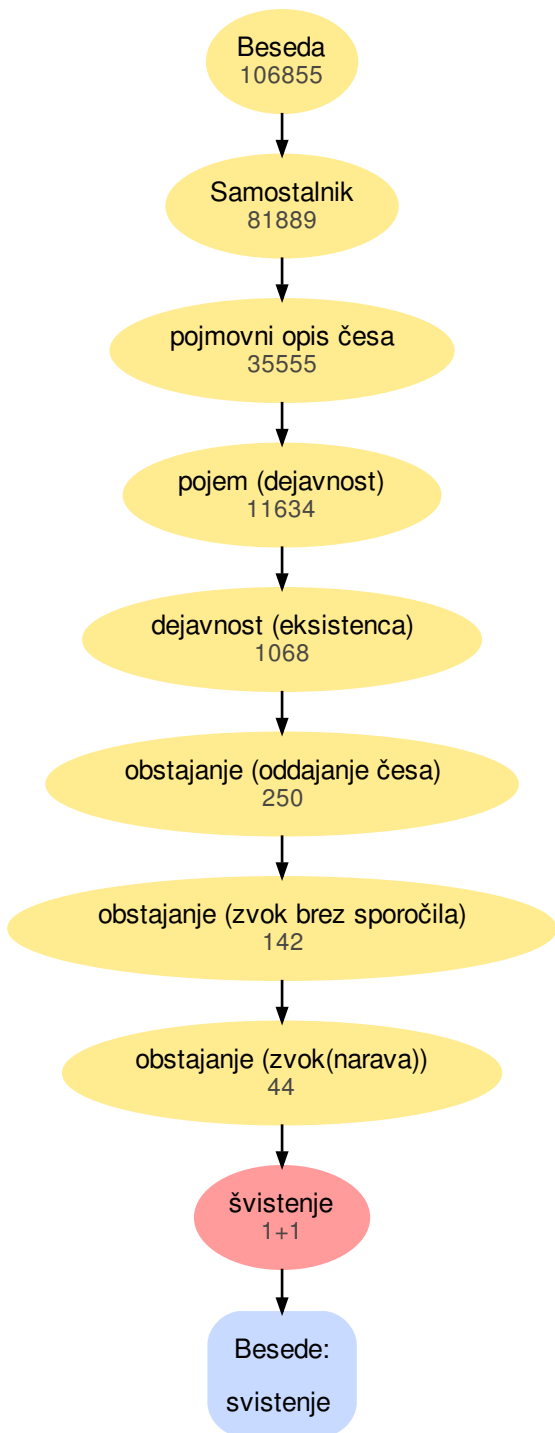 Beseda
106855
Samostalnik
81889
pojmovni opis česa
35555
pojem (dejavnost)
11634
dejavnost (eksistenca)
1068
obstajanje (oddajanje česa)
250
obstajanje (zvok brez sporočila)
142
obstajanje (zvok(narava))
44
švistenje
1+1
Besede:
svistenje